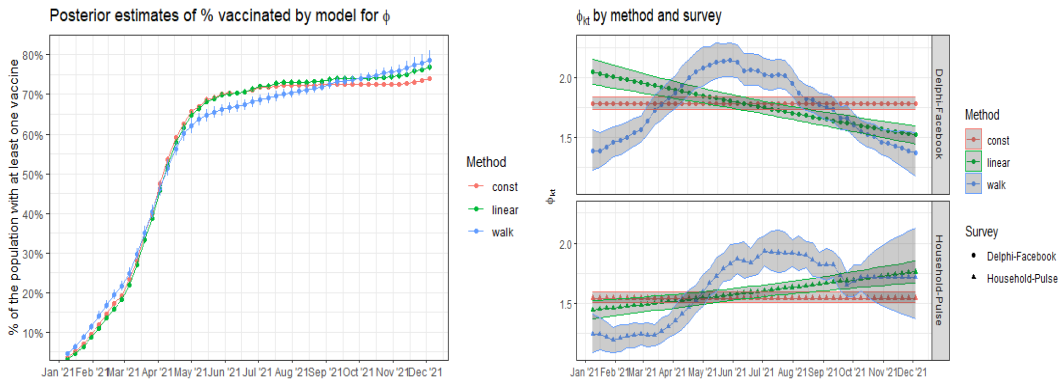 Posterior estimates of % vaccinated by model for ϕ
% of the population with at least one vaccine
80%
70%
60%
50%
40%
30%
20%
10%
Jan '21 Feb '21 Mar '21 Apr '21 May '21 Jun '21 Jul '21 Aug '21 Sep '21 Oct '21 Nov '21 Dec '21
Method
const
linear
walk
ϕkt by method and survey
ϕkt
2.0
1.5
Delphi-Facebook
2.0
1.5
Household-Pulse
Jan '21 Feb '21 Mar '21 Apr '21 May '21 Jun '21 Jul '21 Aug '21 Sep '21 Oct '21 Nov '21 Dec '21
Method
const
linear
walk
Survey
Delphi-Facebook
Household-Pulse